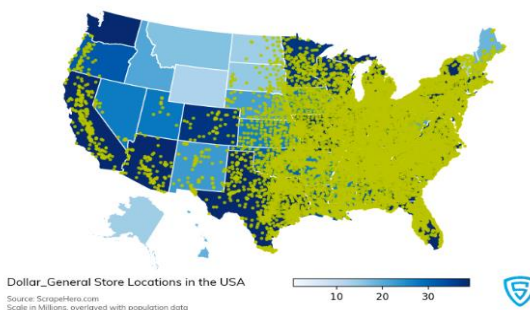 Dollar_General Store Locations in the USA
10 20 30
Source: ScrapeHero.com
Scale in Millions, overlayed with population data